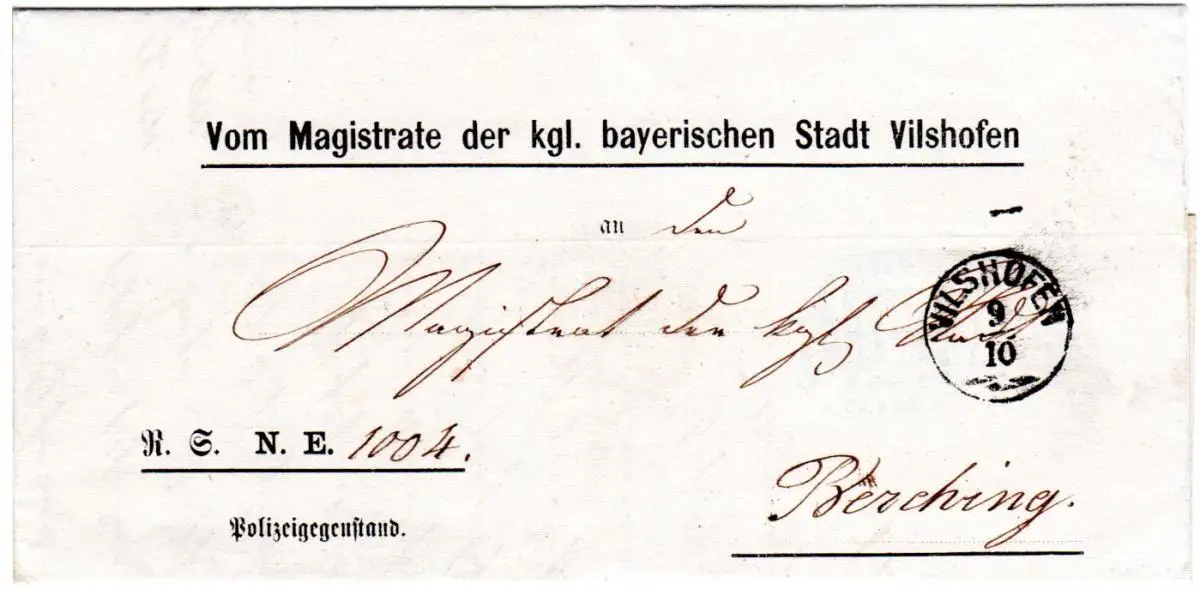 Vom Magistrate der kgl. bayerischen Stadt Vilshofen
an den
Magistrat der kgl. Stadt
VILSHOFEN
9
10
R. S. N. E. 1004.
Berching.
Polizeigegenstand.